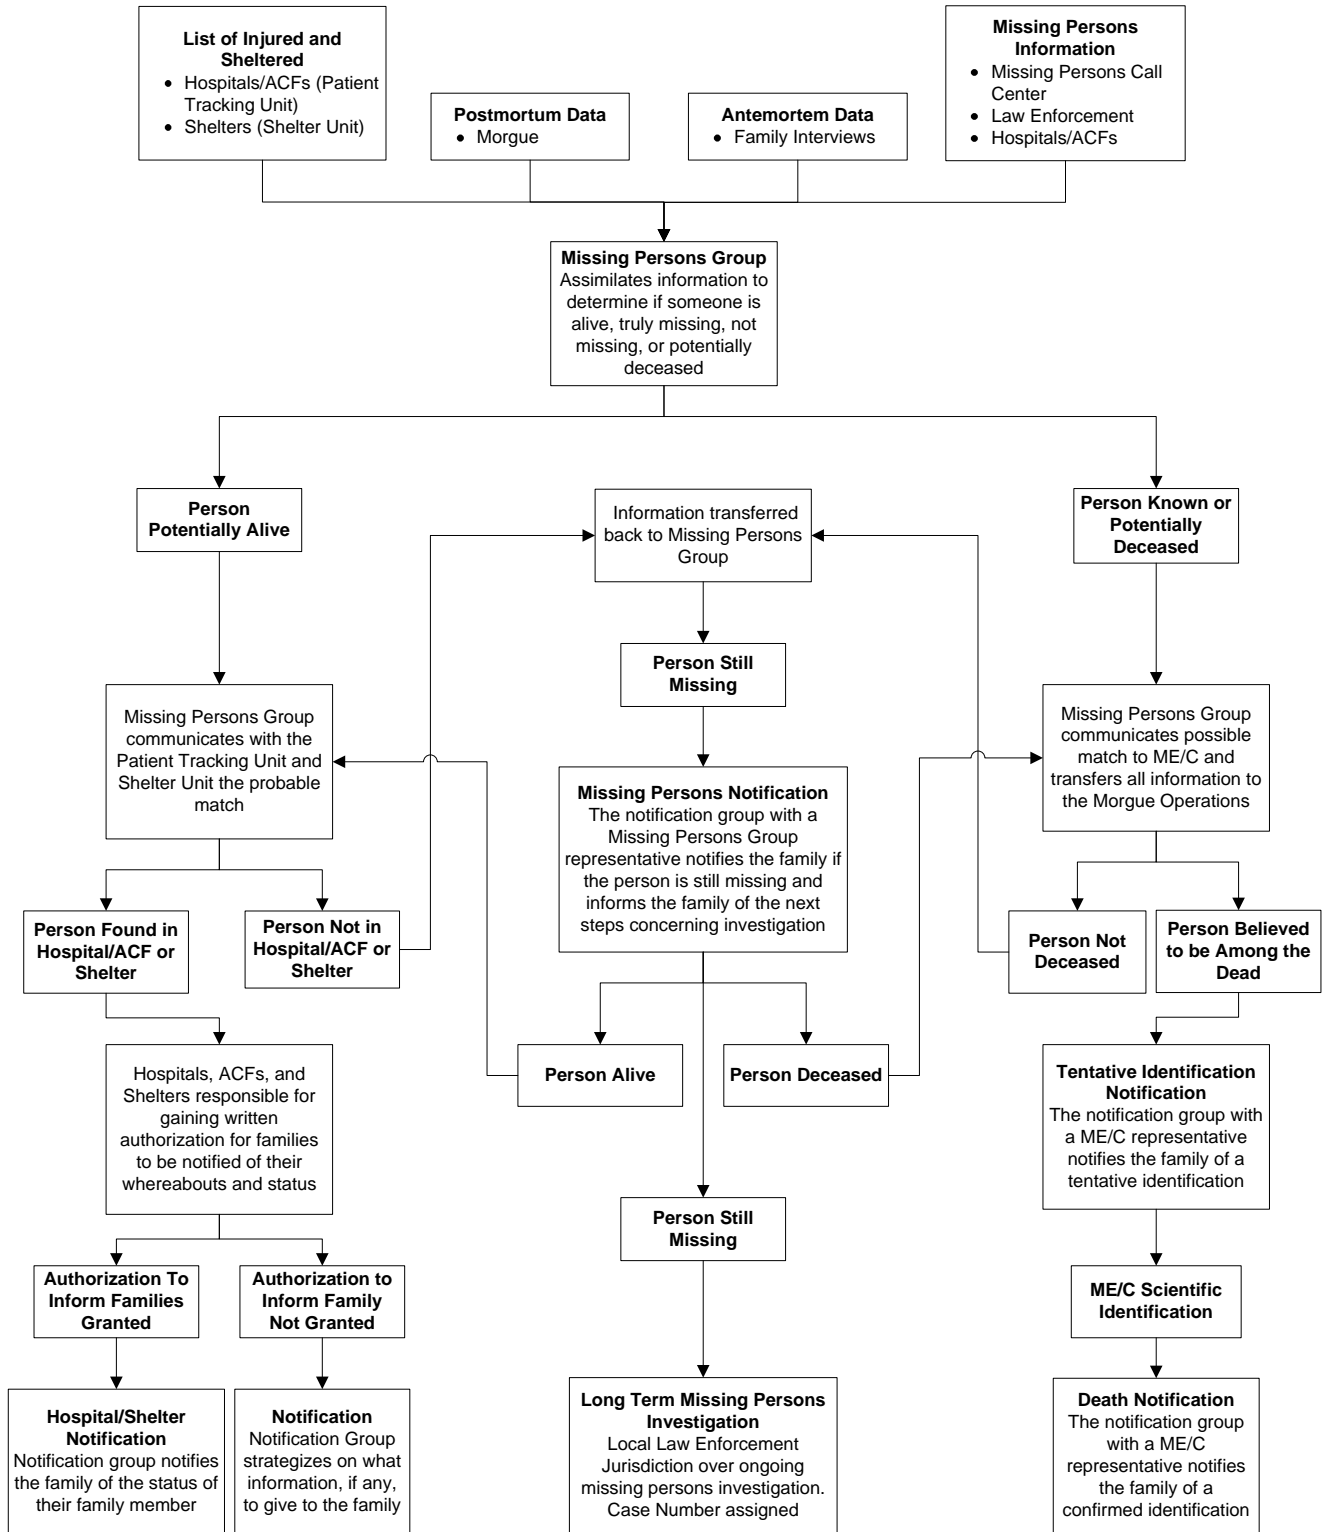 List of Injured and
Sheltered
• Hospitals/ACFs (Patient
Tracking Unit)
• Shelters (Shelter Unit)
Postmortum Data
• Morgue
Antemortem Data
• Family Interviews
Missing Persons
Information
• Missing Persons Call
Center
• Law Enforcement
• Hospitals/ACFs
Missing Persons Group
Assimilates information to
determine if someone is
alive, truly missing, not
missing, or potentially
deceased
Person
Potentially Alive
Information transferred
back to Missing Persons
Group
Person Known or
Potentially
Deceased
Person Still
Missing
Missing Persons Group
communicates with the
Patient Tracking Unit and
Shelter Unit the probable
match
Missing Persons Notification
The notification group with a
Missing Persons Group
representative notifies the family if
the person is still missing and
informs the family of the next
steps concerning investigation
Missing Persons Group
communicates possible
match to ME/C and
transfers all information to
the Morgue Operations
Person Found in
Hospital/ACF or
Shelter
Person Not in
Hospital/ACF or
Shelter
Person Not
Deceased
Person Believed
to be Among the
Dead
Hospitals, ACFs, and
Shelters responsible for
gaining written
authorization for families
to be notified of their
whereabouts and status
Person Alive
Person Deceased
Tentative Identification
Notification
The notification group with
a ME/C representative
notifies the family of a
tentative identification
Person Still
Missing
Authorization To
Inform Families
Granted
Authorization to
Inform Family
Not Granted
ME/C Scientific
Identification
Hospital/Shelter
Notification
Notification group notifies
the family of the status of
their family member
Notification
Notification Group
strategizes on what
information, if any,
to give to the family
Long Term Missing Persons
Investigation
Local Law Enforcement
Jurisdiction over ongoing
missing persons investigation.
Case Number assigned
Death Notification
The notification group
with a ME/C
representative notifies
the family of a
confirmed identification